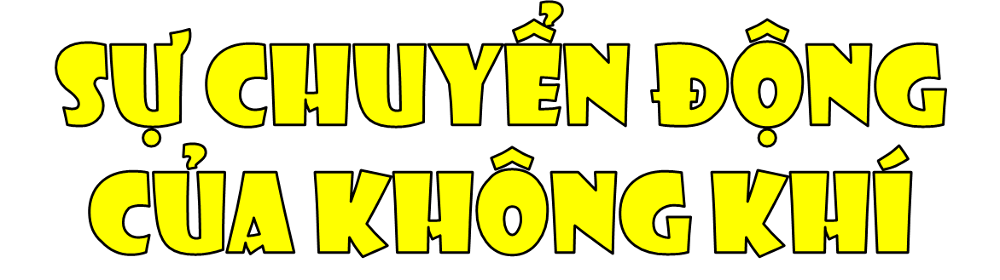 SỰ CHUYỂN ĐỘNG
CỦA KHÔNG KHÍ